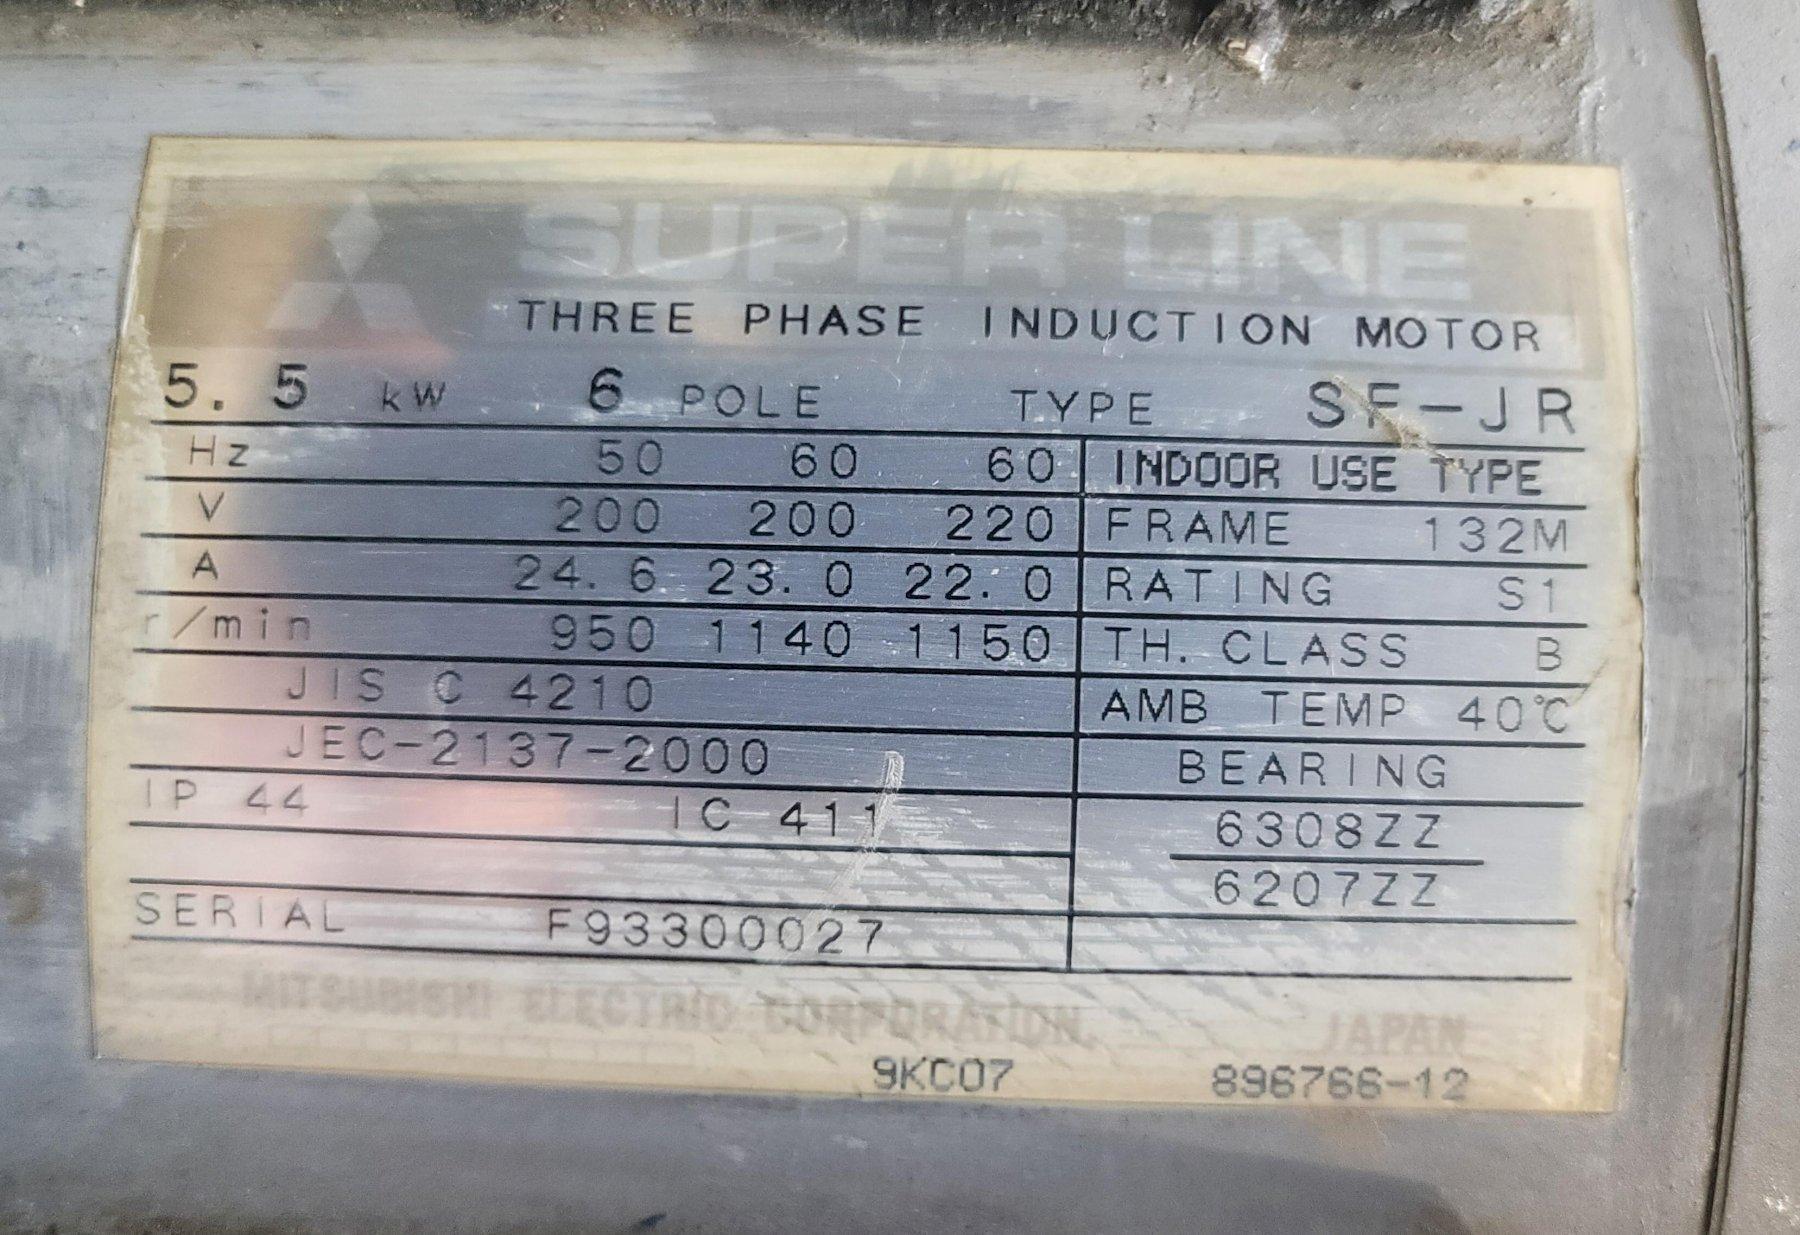 SUPER LINE
THREE PHASE INDUCTION MOTOR
5.5 kW 6 POLE TYPE SF-JR
Hz 50 60 60 INDOOR USE TYPE
V 200 200 220 FRAME 132M
A 24.6 23.0 22.0 RATING S1
r/min 950 1140 1150 TH. CLASS B
JIS C 4210 AMB TEMP 40℃
JEC-2137-2000 BEARING
IP 44 IC 411 6308ZZ
6207ZZ
SERIAL F93300027
MITSUBISHI ELECTRIC CORPORATION JAPAN
9KC07 896766-12